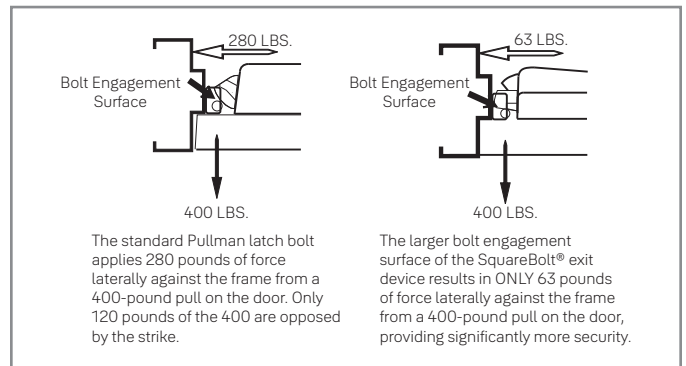 280 LBS.
Bolt Engagement
Surface
400 LBS.
The standard Pullman latch bolt
applies 280 pounds of force
laterally against the frame from a
400-pound pull on the door. Only
120 pounds of the 400 are opposed
by the strike.
63 LBS.
Bolt Engagement
Surface
400 LBS.
The larger bolt engagement
surface of the SquareBolt® exit
device results in ONLY 63 pounds
of force laterally against the frame
from a 400-pound pull on the door,
providing significantly more security.